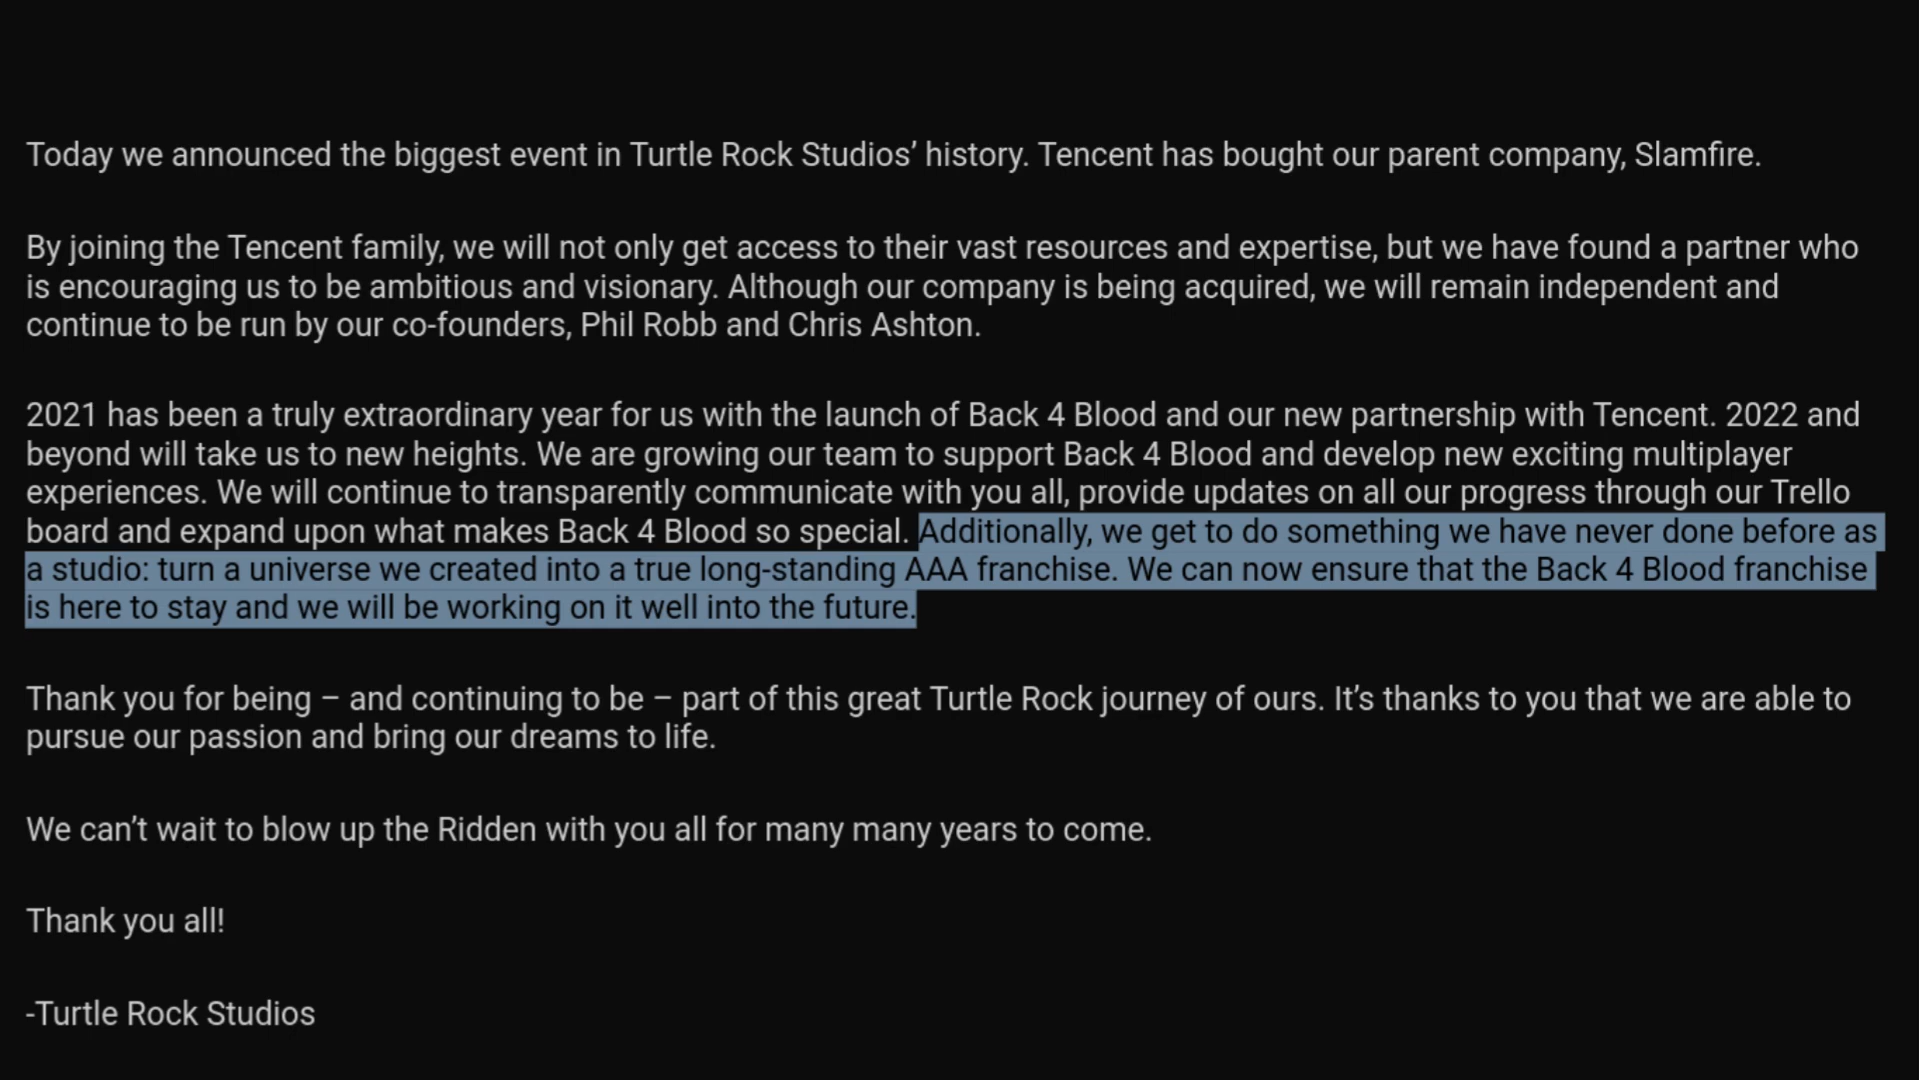 Today we announced the biggest event in Turtle Rock Studios’ history. Tencent has bought our parent company, Slamfire.
By joining the Tencent family, we will not only get access to their vast resources and expertise, but we have found a partner who
is encouraging us to be ambitious and visionary. Although our company is being acquired, we will remain independent and
continue to be run by our co-founders, Phil Robb and Chris Ashton.
2021 has been a truly extraordinary year for us with the launch of Back 4 Blood and our new partnership with Tencent. 2022 and
beyond will take us to new heights. We are growing our team to support Back 4 Blood and develop new exciting multiplayer
experiences. We will continue to transparently communicate with you all, provide updates on all our progress through our Trello
board and expand upon what makes Back 4 Blood so special. Additionally, we get to do something we have never done before as
a studio: turn a universe we created into a true long-standing AAA franchise. We can now ensure that the Back 4 Blood franchise
is here to stay and we will be working on it well into the future.
Thank you for being – and continuing to be – part of this great Turtle Rock journey of ours. It’s thanks to you that we are able to
pursue our passion and bring our dreams to life.
We can’t wait to blow up the Ridden with you all for many many years to come.
Thank you all!
-Turtle Rock Studios